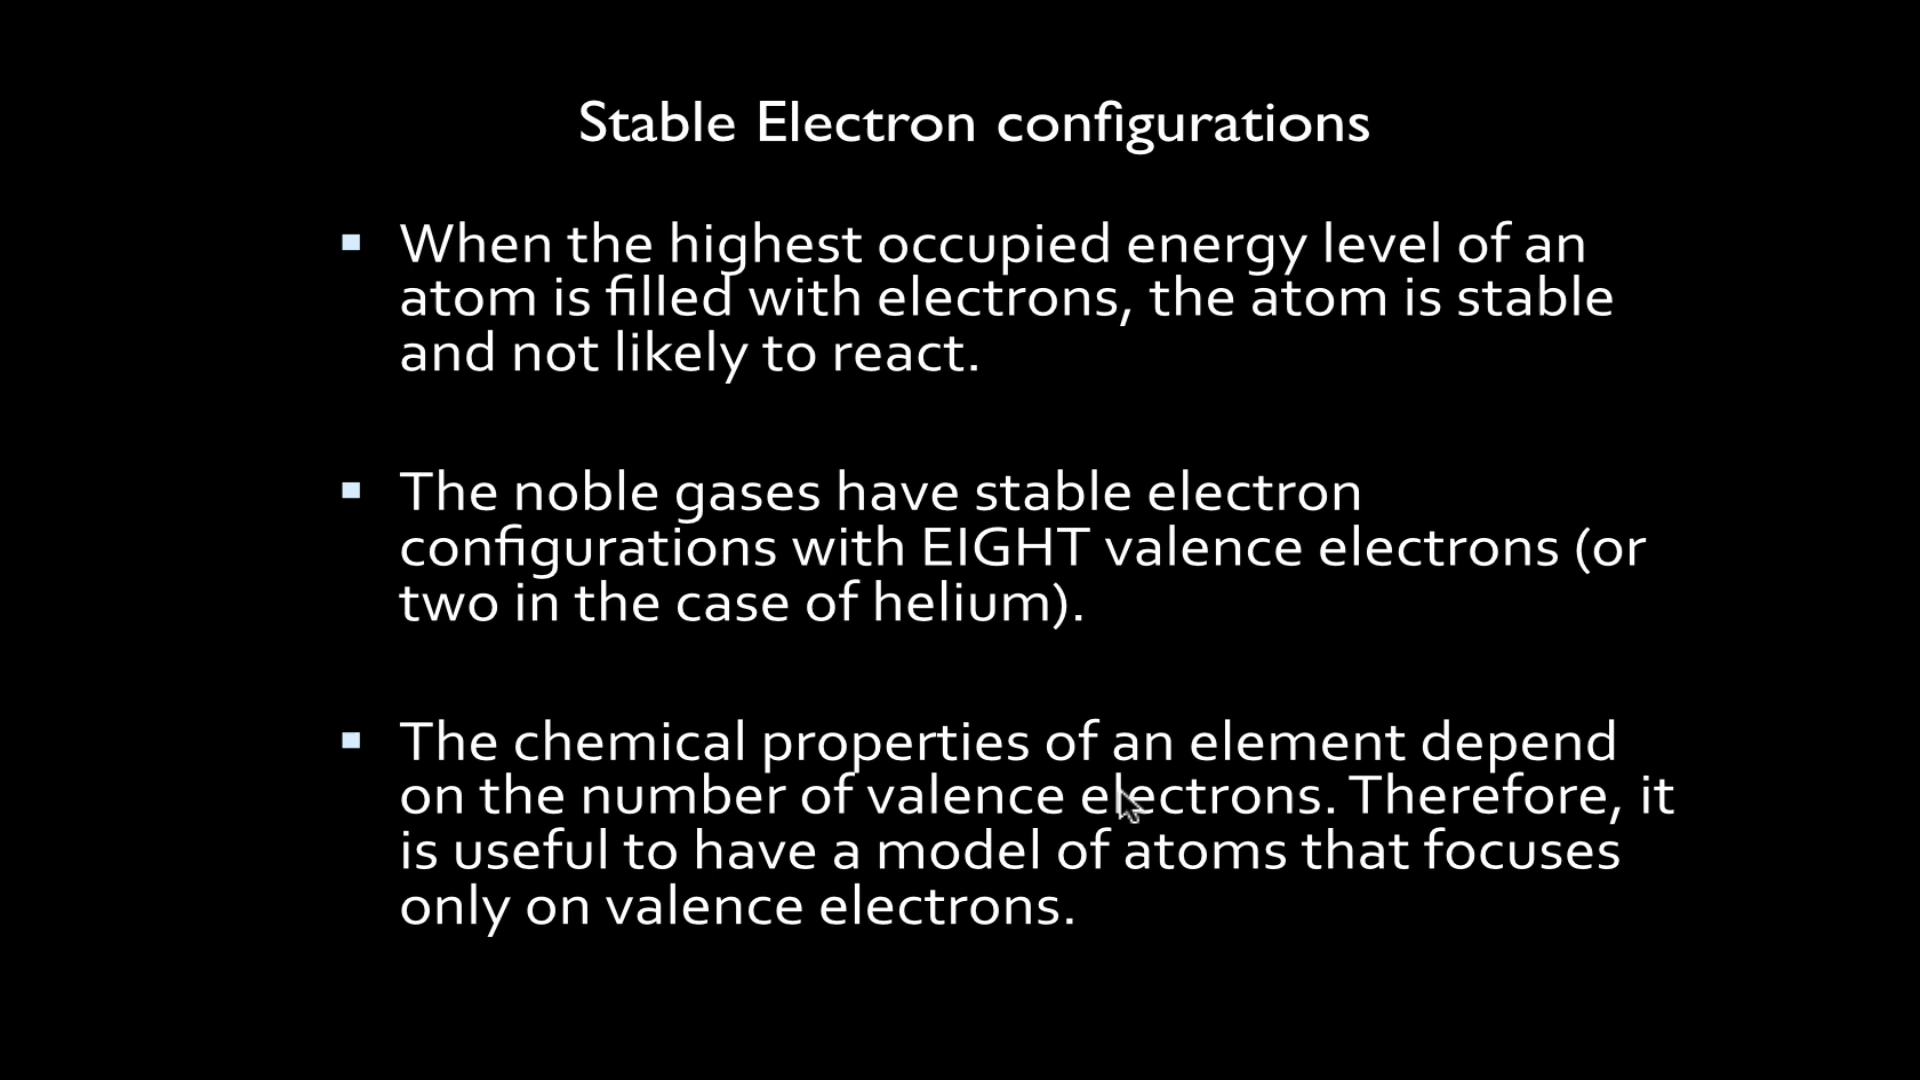 Stable Electron configurations
▪ When the highest occupied energy level of an
atom is filled with electrons, the atom is stable
and not likely to react.
▪ The noble gases have stable electron
configurations with EIGHT valence electrons (or
two in the case of helium).
▪ The chemical properties of an element depend
on the number of valence electrons. Therefore, it
is useful to have a model of atoms that focuses
only on valence electrons.